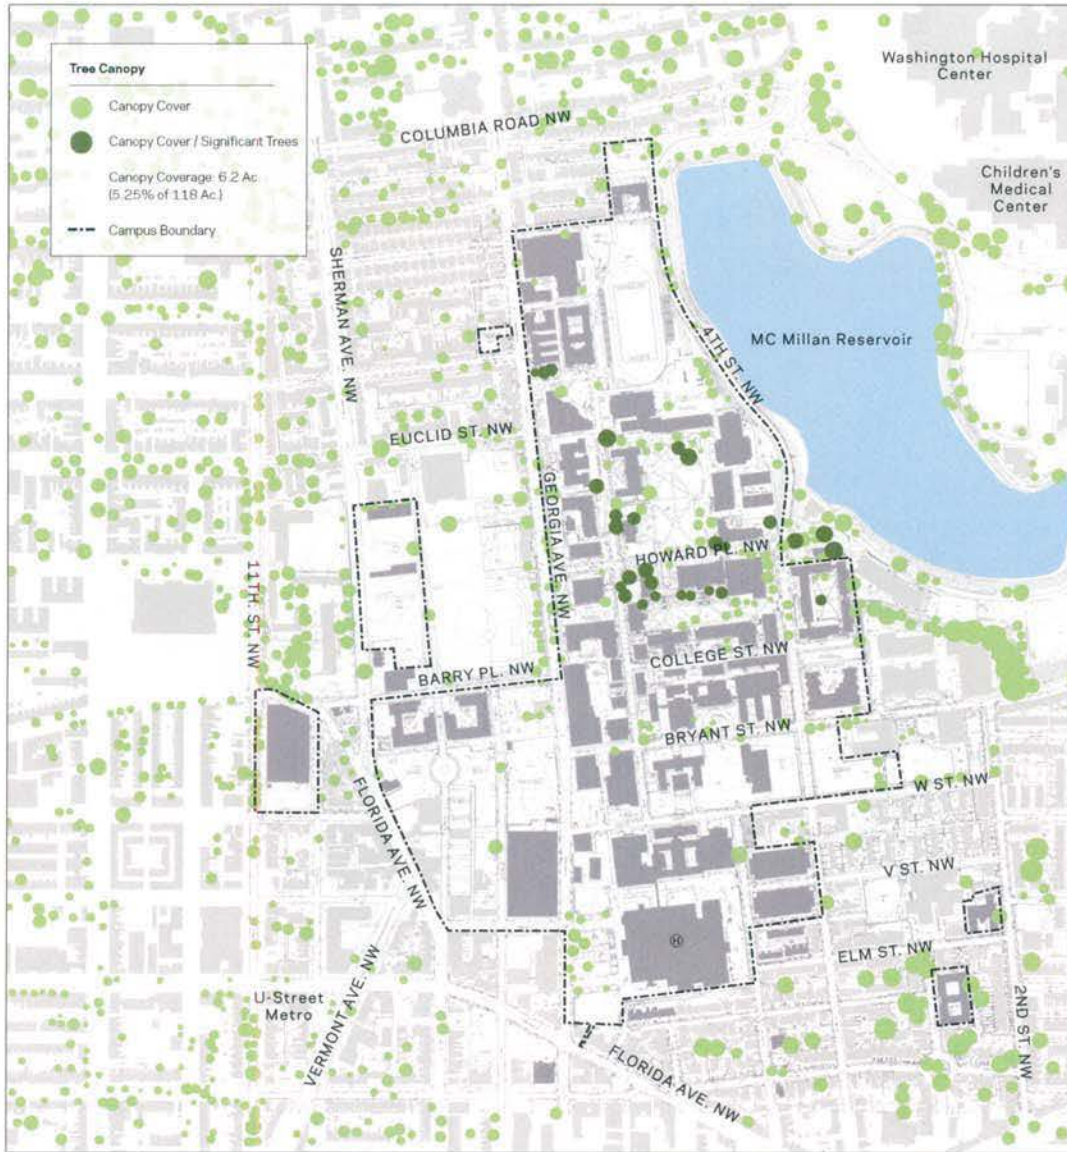 Tree Canopy
Canopy Cover
Canopy Cover / Significant Trees
Canopy Coverage: 6.2 Ac
(5.25% of 118 Ac.)
Campus Boundary
Washington Hospital
Center
Children's
Medical
Center
COLUMBIA ROAD NW
SHERMAN AVE. NW
4TH ST. NW
MC Millan Reservoir
EUCLID ST. NW
GEORGIA AVE. NW
HOWARD PL. NW
11TH. ST. NW
COLLEGE ST. NW
BARRY PL. NW
BRYANT ST. NW
FLORIDA AVE. NW
W ST. NW
V ST. NW
H
ELM ST. NW
U-Street
Metro
VERMONT AVE. NW
2ND ST. NW
FLORIDA AVE. NW